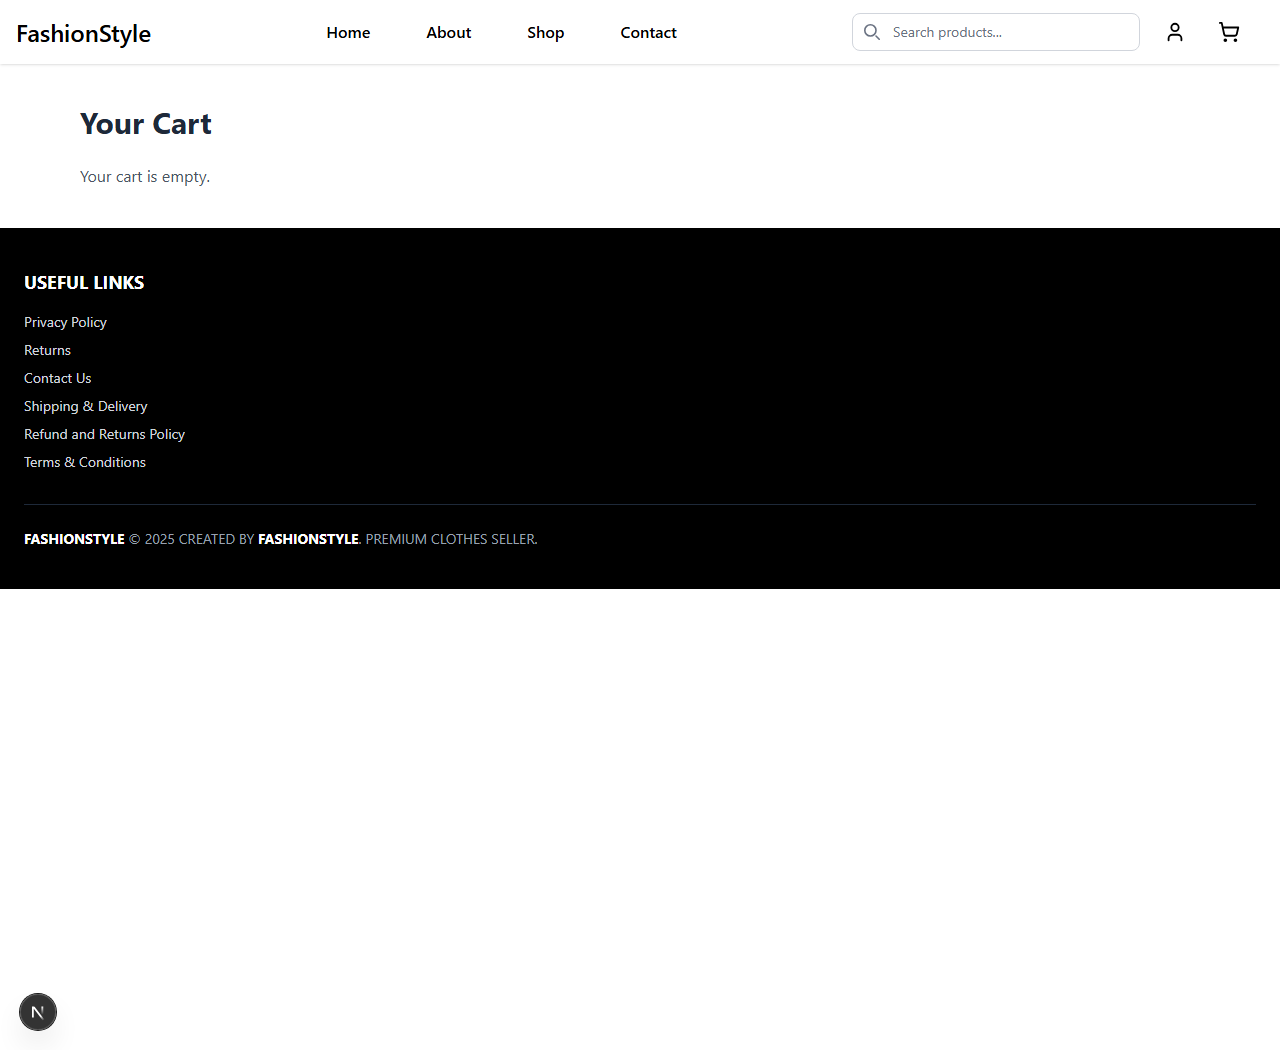 FashionStyle
Home
About
Shop
Contact
Search products...
Your Cart
Your cart is empty.
USEFUL LINKS
Privacy Policy
Returns
Contact Us
Shipping & Delivery
Refund and Returns Policy
Terms & Conditions
FASHIONSTYLE © 2025 CREATED BY FASHIONSTYLE. PREMIUM CLOTHES SELLER.
N